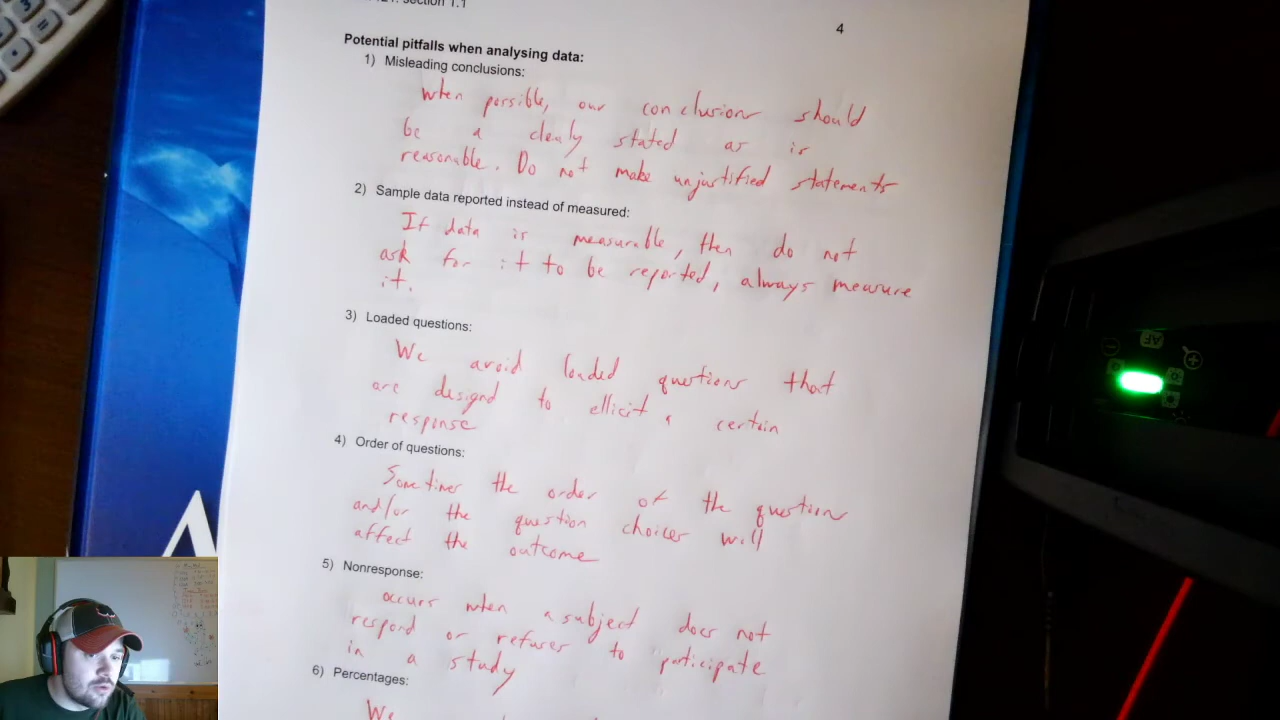 section 1.1
4
Potential pitfalls when analysing data:
1) Misleading conclusions:
When possible, our conclusions should
be a clealy stated as is
reasonable. Do not make unjustified statements
2) Sample data reported instead of measured:
If data is measurable, then do not
ask for it to be reported, always measure
it.
3) Loaded questions:
We avoid loaded questions that
are designd to ellicit a certain
response
4) Order of questions:
Sometimes the order of the question
and/or the question choices will
affect the outcome
5) Nonresponse:
occurs when a subject does not
respond or refuses to participate
in a study
6) Percentages:
We
A
AF